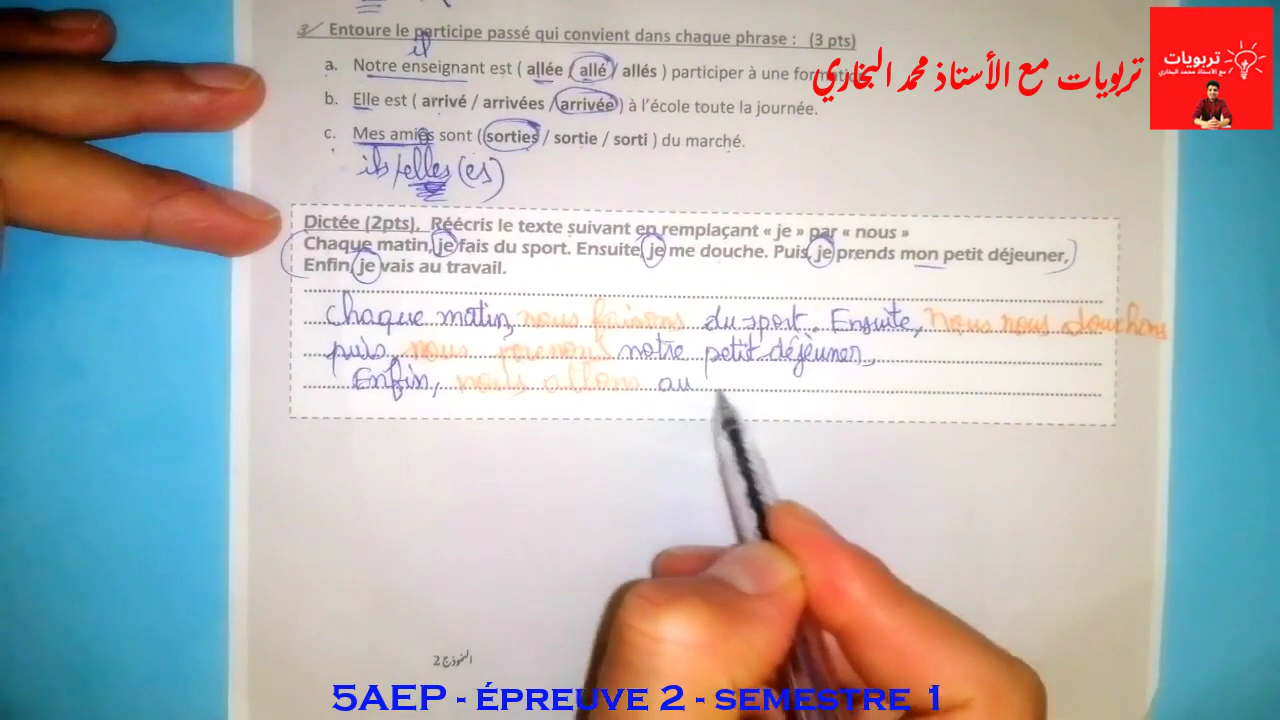 3/ Entoure le participe passé qui convient dans chaque phrase : (3 pts)
il
a. Notre enseignant est ( allée / allé / allés ) participer à une
تربويات مع الأستاذ محمد البخاري
تربويات
مع الأستاذ محمد البخاري
b. Elle est ( arrivé / arrivées / arrivée ) à l'école toute la journée.
c. Mes amies sont ( sorties / sortie / sorti ) du marché.
ils/elles (es)
Dictée (2pts). Réécris le texte suivant en remplaçant « je » par « nous »
Chaque matin, je fais du sport. Ensuite, je me douche. Puis, je prends mon petit déjeuner,
Enfin, je vais au travail.
Chaque matin, nous faisons du sport. Ensuite, nous nous douchons
puis, nous prenons notre petit déjeuner,
Enfin, nous allons au
النموذج 2
5AEP - épreuve 2 - semestre 1